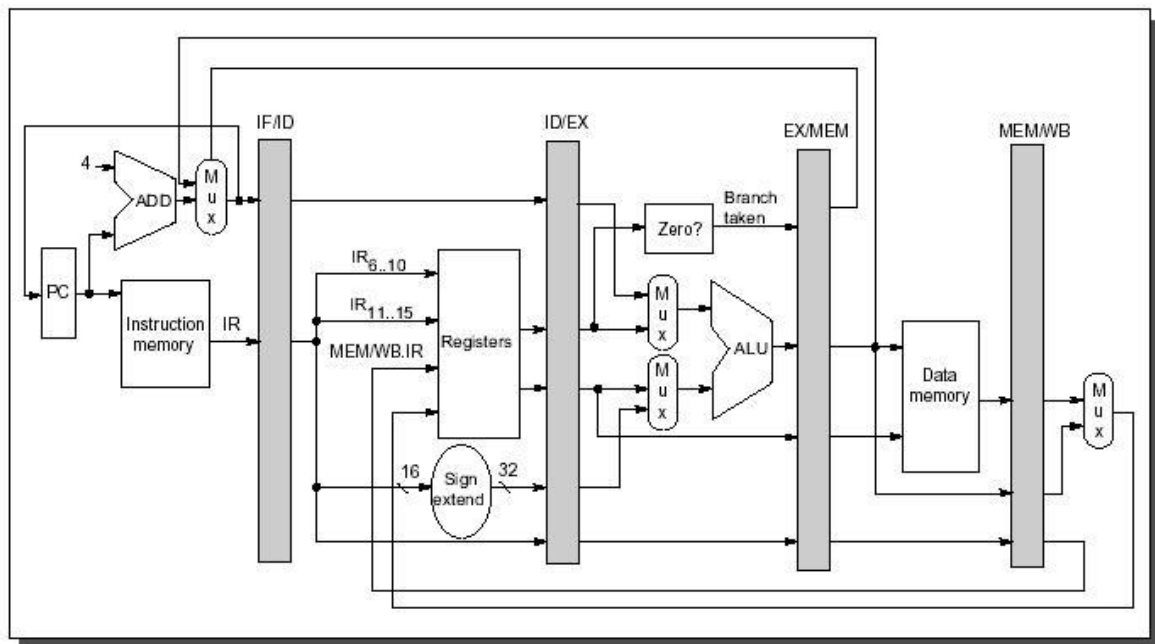 IF/ID
ID/EX
EX/MEM
MEM/WB
4
ADD
M
u
x
Branch
taken
Zero?
PC
Instruction
memory
IR
IR6..10
IR11..15
MEM/WB.IR
Registers
M
u
x
M
u
x
ALU
Data
memory
M
u
x
16
Sign
extend
32